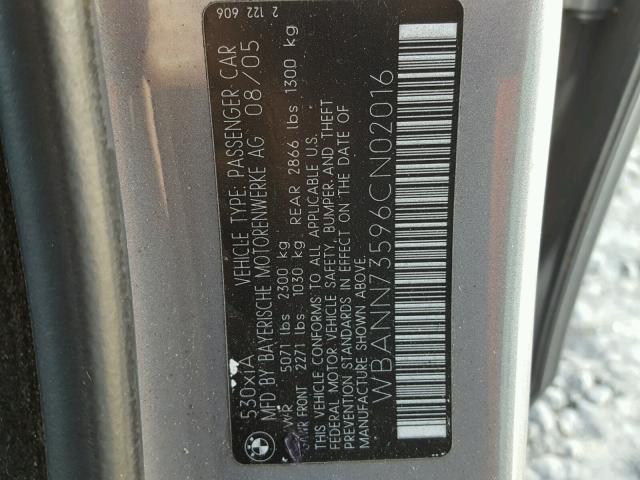 2 122 606
530xiA
VEHICLE TYPE: PASSENGER CAR
MFD BY BAYERISCHE MOTORENWERKE AG 08/05
5071 lbs 2300 kg
FRONT 2271 lbs 1030 kg REAR 2866 lbs 1300 kg
THIS VEHICLE CONFORMS TO ALL APPLICABLE U.S.
FEDERAL MOTOR VEHICLE SAFETY, BUMPER, AND THEFT
PREVENTION STANDARDS IN EFFECT ON THE DATE OF
MANUFACTURE SHOWN ABOVE.
WBANN73596CN02016